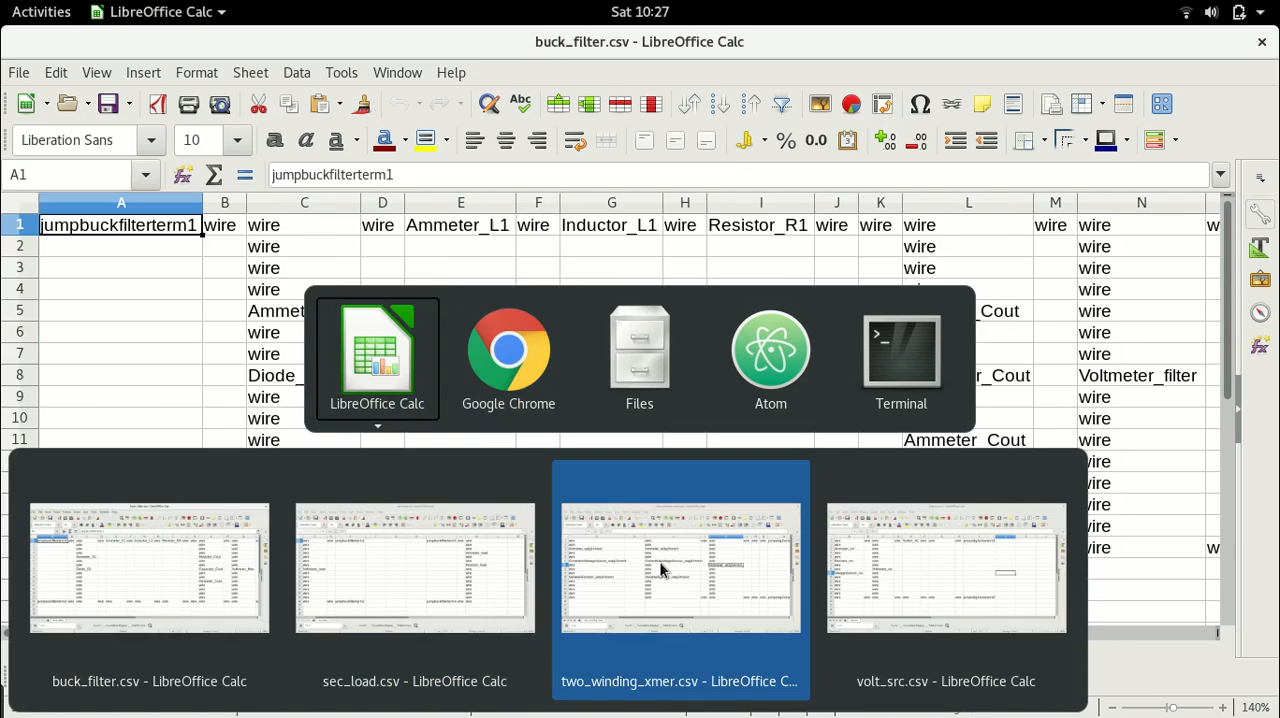 Activities LibreOffice Calc Sat 10:27
buck_filter.csv - LibreOffice Calc
File Edit View Insert Format Sheet Data Tools Window Help
Liberation Sans 10
A1 jumpbuckfilterterm1
A B C D E F G H I J K L M N
1 jumpbuckfilterterm1 wire wire wire Ammeter_L1 wire Inductor_L1 wire Resistor_R1 wire wire wire wire wire w
2 wire wire wire
3 wire wire wire
4 wire wire
5 Ammet _Cout wire
6 wire wire
7 wire wire
8 Diode_ r_Cout Voltmeter_filter
9 wire wire
10 wire wire
11 wire Ammeter_Cout wire
wire
wire
wire
wire
wire w
LibreOffice Calc Google Chrome Files Atom Terminal
buck_filter.csv - LibreOffice Calc sec_load.csv - LibreOffice Calc two_winding_xmer.csv - LibreOffice C... volt_src.csv - LibreOffice Calc
140%